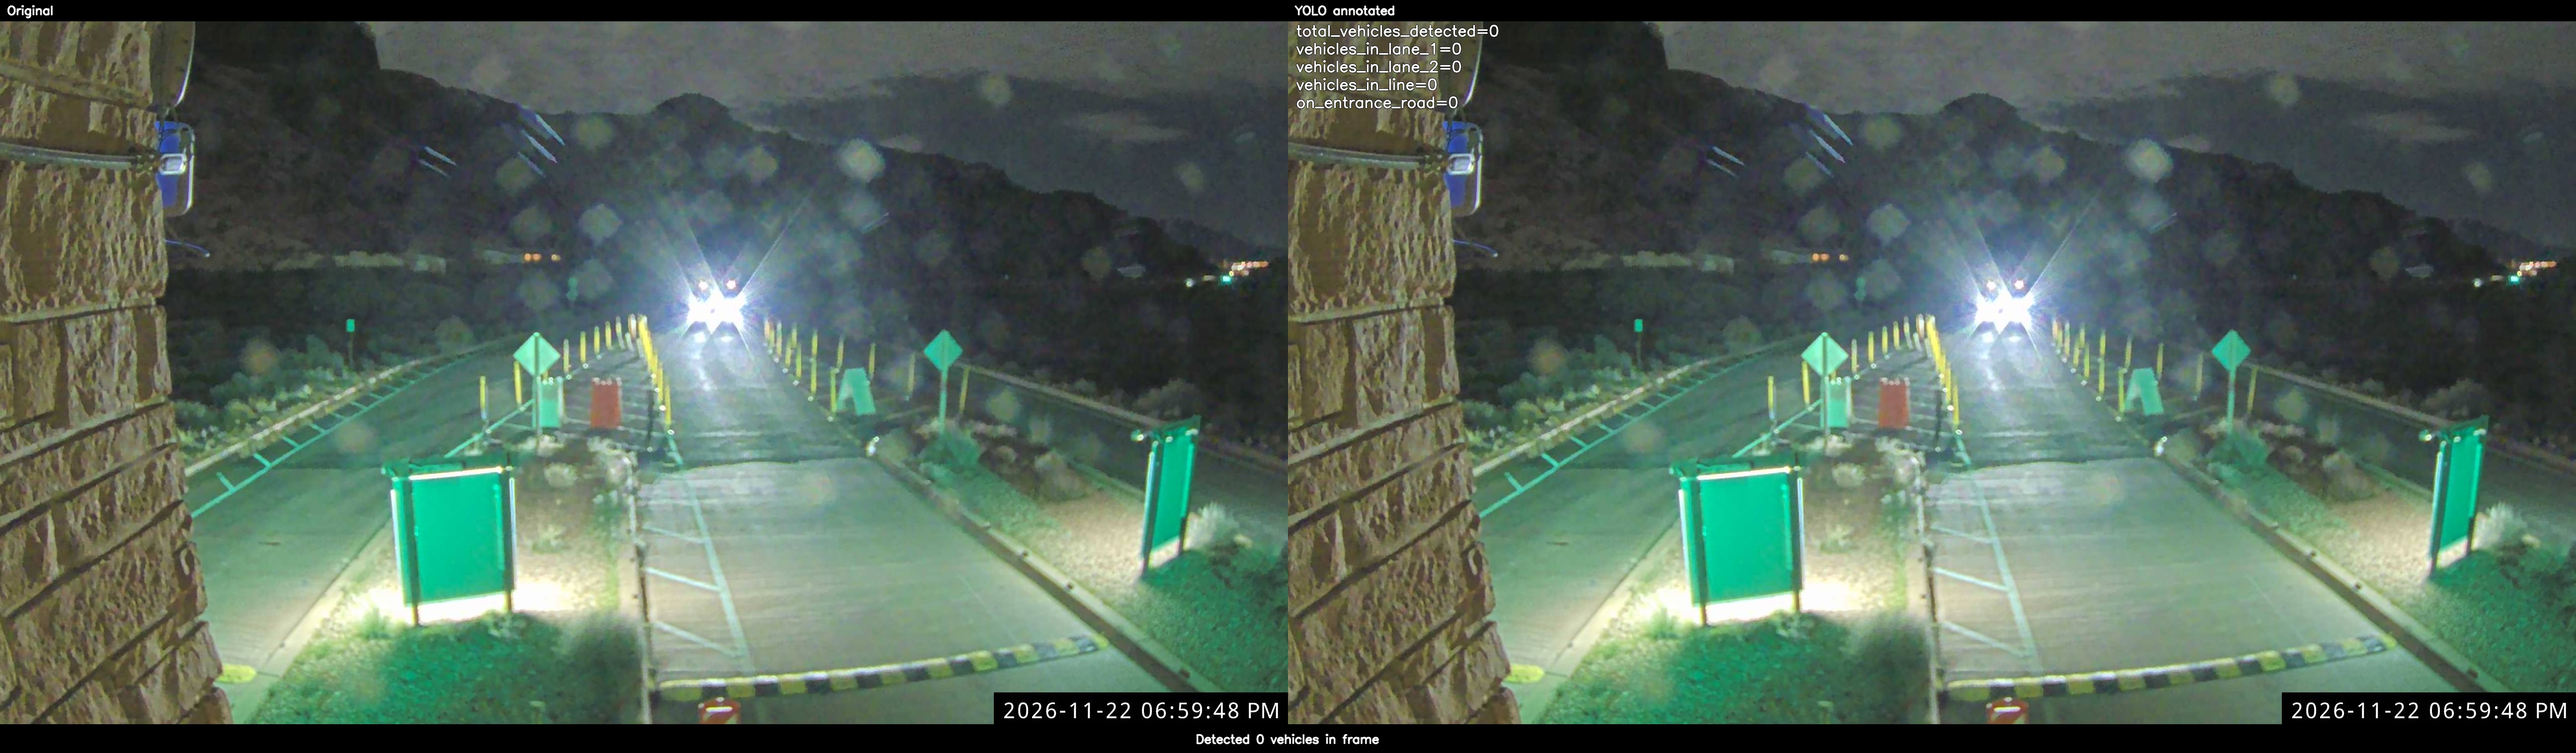 Original
YOLO annotated
total_vehicles_detected=0
vehicles_in_lane_1=0
vehicles_in_lane_2=0
vehicles_in_line=0
on_entrance_road=0
2026-11-22 06:59:48 PM
2026-11-22 06:59:48 PM
Detected 0 vehicles in frame